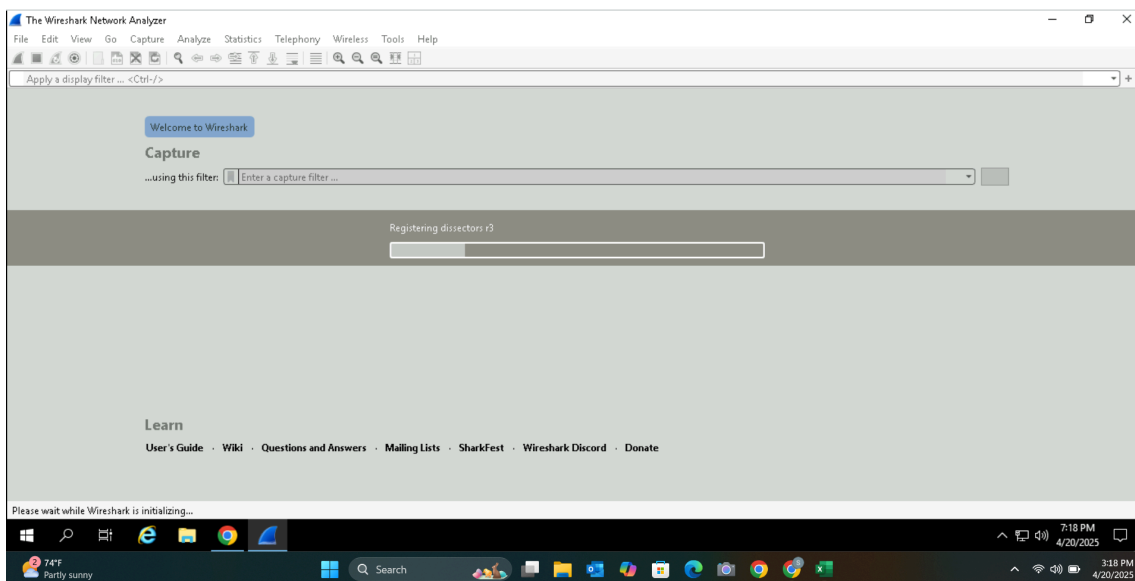 The Wireshark Network Analyzer
File Edit View Go Capture Analyze Statistics Telephony Wireless Tools Help
Apply a display filter ... <Ctrl-/>
Welcome to Wireshark
Capture
...using this filter: Enter a capture filter ...
Registering dissectors r3
Learn
User's Guide · Wiki · Questions and Answers · Mailing Lists · SharkFest · Wireshark Discord · Donate
Please wait while Wireshark is initializing...
7:18 PM
4/20/2025
2
74°F
Partly sunny
Search
3:18 PM
4/20/2025